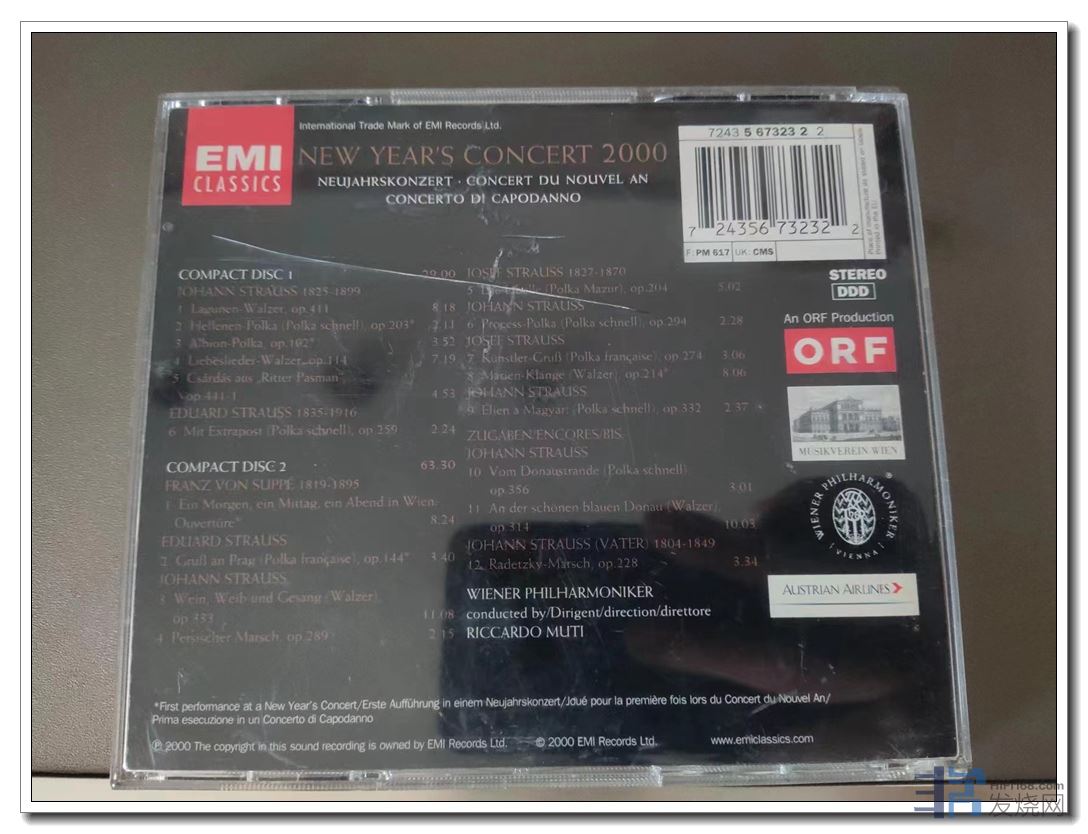 International Trade Mark of EMI Records Ltd.
EMI
CLASSICS
NEW YEAR'S CONCERT 2000
NEUJAHRSKONZERT · CONCERT DU NOUVEL AN
CONCERTO DI CAPODANNO
7243 5 67323 2 2
7 24356 73232 2
F: PM 617 UK: CMS
Printed in the EU
COMPACT DISC 1
JOHANN STRAUSS 1825-1899
1 Lagunen-Walzer, op.411 8.18
2 Hellenen-Polka (Polka schnell), op.203*
3 Albion-Polka, op.102* 3.52
4 Liebeslieder-Walzer, op.114 7.19
5 Csárdás aus „Ritter Pasman"
op.441-1 4.53
EDUARD STRAUSS 1835-1916
6 Mit Extrapost (Polka schnell), op.259 2.24
COMPACT DISC 2 63.30
FRANZ VON SUPPÉ 1819-1895
1 Ein Morgen, ein Mittag, ein Abend in Wien-
Ouvertüre* 8.24
EDUARD STRAUSS
2 Gruß an Prag (Polka française), op.144* 3.40
JOHANN STRAUSS
3 Wein, Weib und Gesang (Walzer),
op.333 11.08
4 Persischer Marsch, op.289 2.15
JOSEF STRAUSS 1827-1870
5 (Polka Mazur), op.204 5.02
JOHANN STRAUSS
6 Process-Polka (Polka schnell), op.294 2.28
JOSEF STRAUSS
7 Künstler-Gruß (Polka française), op.274 3.06
8 (Walzer), op.214* 8.06
JOHANN STRAUSS
9 Éljen a Magyar! (Polka schnell), op.332 2.37
ZUGABEN/ENCORES/BIS
JOHANN STRAUSS
10 Vom Donaustrande (Polka schnell)
op.356 3.01
11 An der schönen blauen Donau (Walzer),
op.314 10.03
JOHANN STRAUSS (VATER) 1804-1849
12 Radetzky-Marsch, op.228 3.34
WIENER PHILHARMONIKER
conducted by/Dirigent/direction/direttore
RICCARDO MUTI
STEREO
DDD
An ORF Production
ORF
MUSIKVEREIN WIEN
WIENER PHILHARMONIKER
VIENNA
AUSTRIAN AIRLINES
*First performance at a New Year's Concert/Erste Aufführung in einem Neujahrskonzert/Joué pour la première fois lors du Concert du Nouvel An/
Prima esecuzione in un Concerto di Capodanno
℗ 2000 The copyright in this sound recording is owned by EMI Records Ltd. © 2000 EMI Records Ltd. www.emiclassics.com
HIFI168.com
发烧网